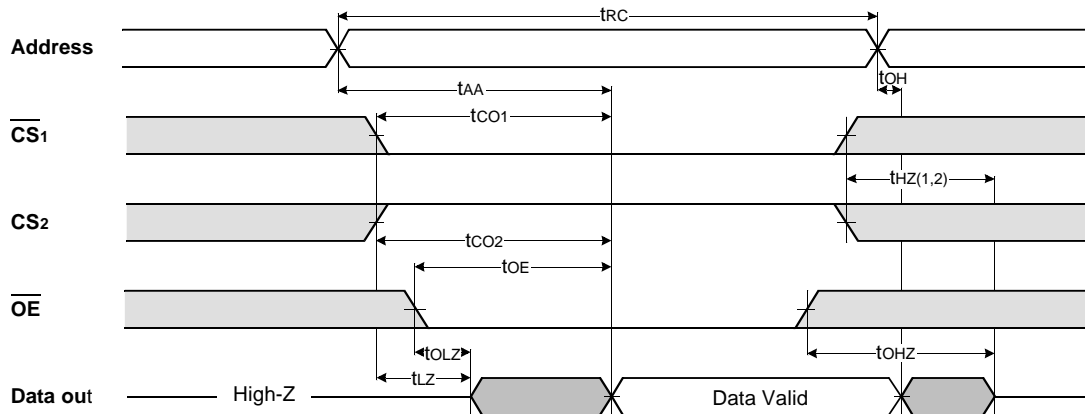 tRC
Address
tOH
tAA
tCO1
CS1
tHZ(1,2)
CS2
tCO2
tOE
OE
tOLZ
tOHZ
tLZ
Data out High-Z Data Valid